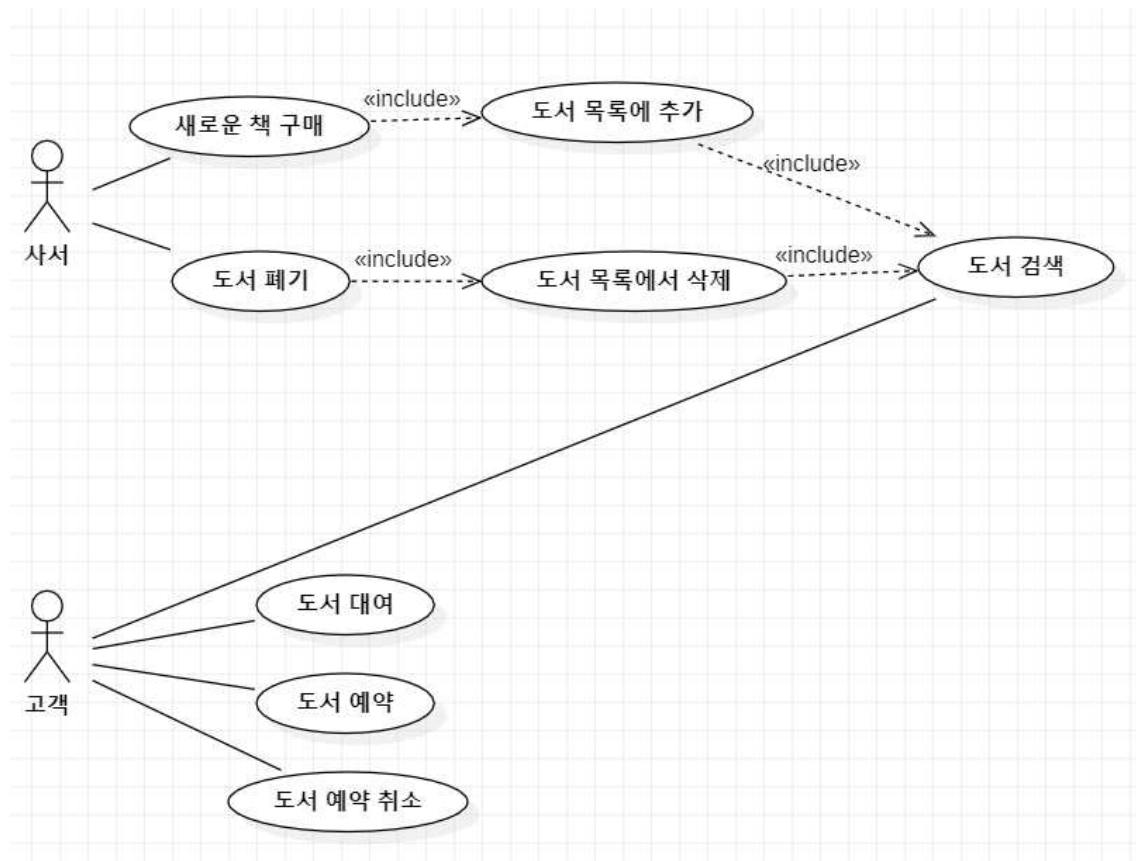 «include»
새로운 책 구매
도서 목록에 추가
«include»
사서
도서 폐기
«include»
도서 목록에서 삭제
«include»
도서 검색
고객
도서 대여
도서 예약
도서 예약 취소